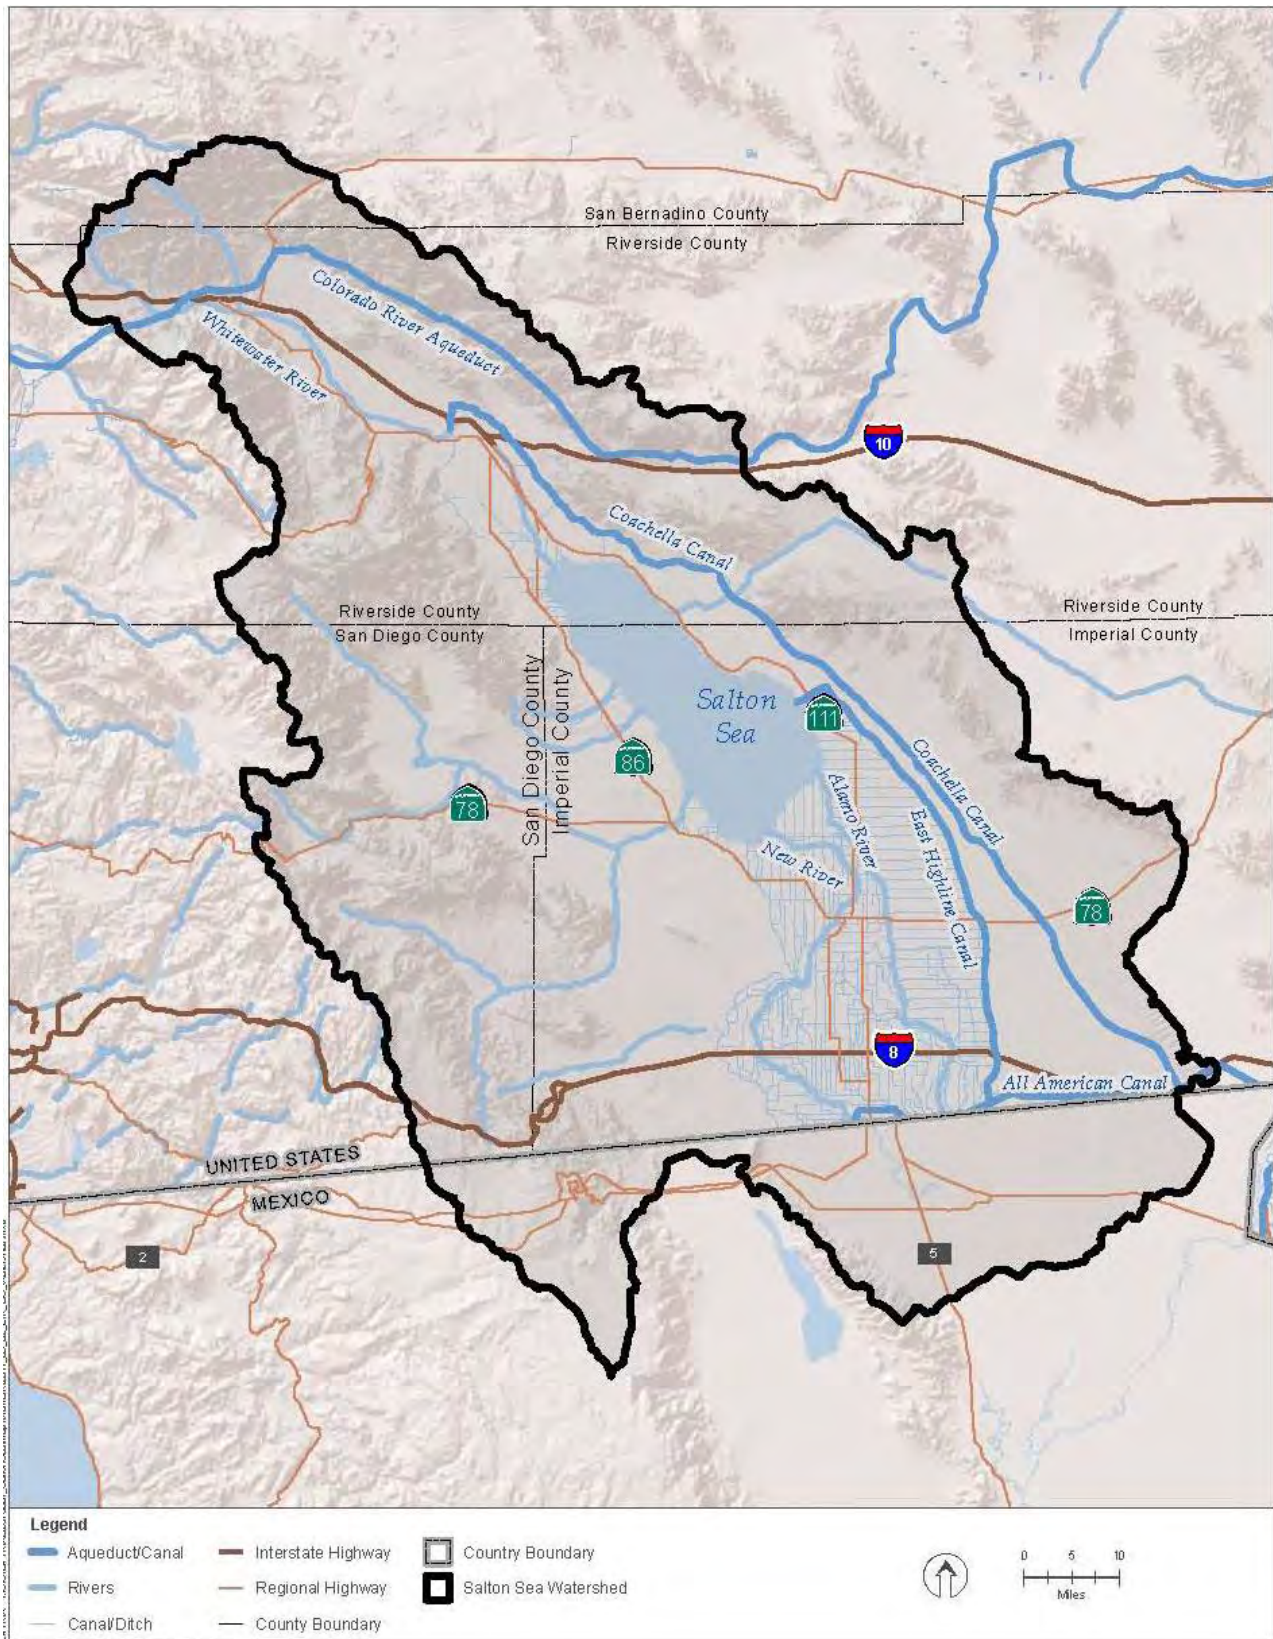 San Bernadino County
Riverside County
Colorado River Aqueduct
Whitewater River
10
Coachella Canal
Riverside County
San Diego County
Riverside County
Imperial County
San Diego County
Imperial County
Salton
Sea
111
86
78
Coachella Canal
Alamo River
East Highline Canal
New River
78
8
All American Canal
UNITED STATES
MEXICO
2
5
Legend
Aqueduct/Canal
Interstate Highway
Country Boundary
Rivers
Regional Highway
Salton Sea Watershed
Canal/Ditch
County Boundary
0 5 10
Miles